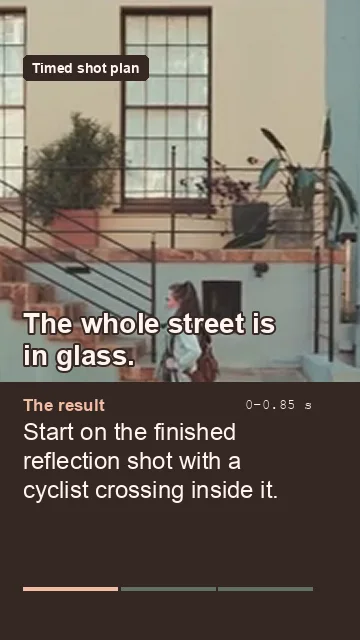 Timed shot plan
The whole street is
in glass.
The result
0–0.85 s
Start on the finished
reflection shot with a
cyclist crossing inside it.